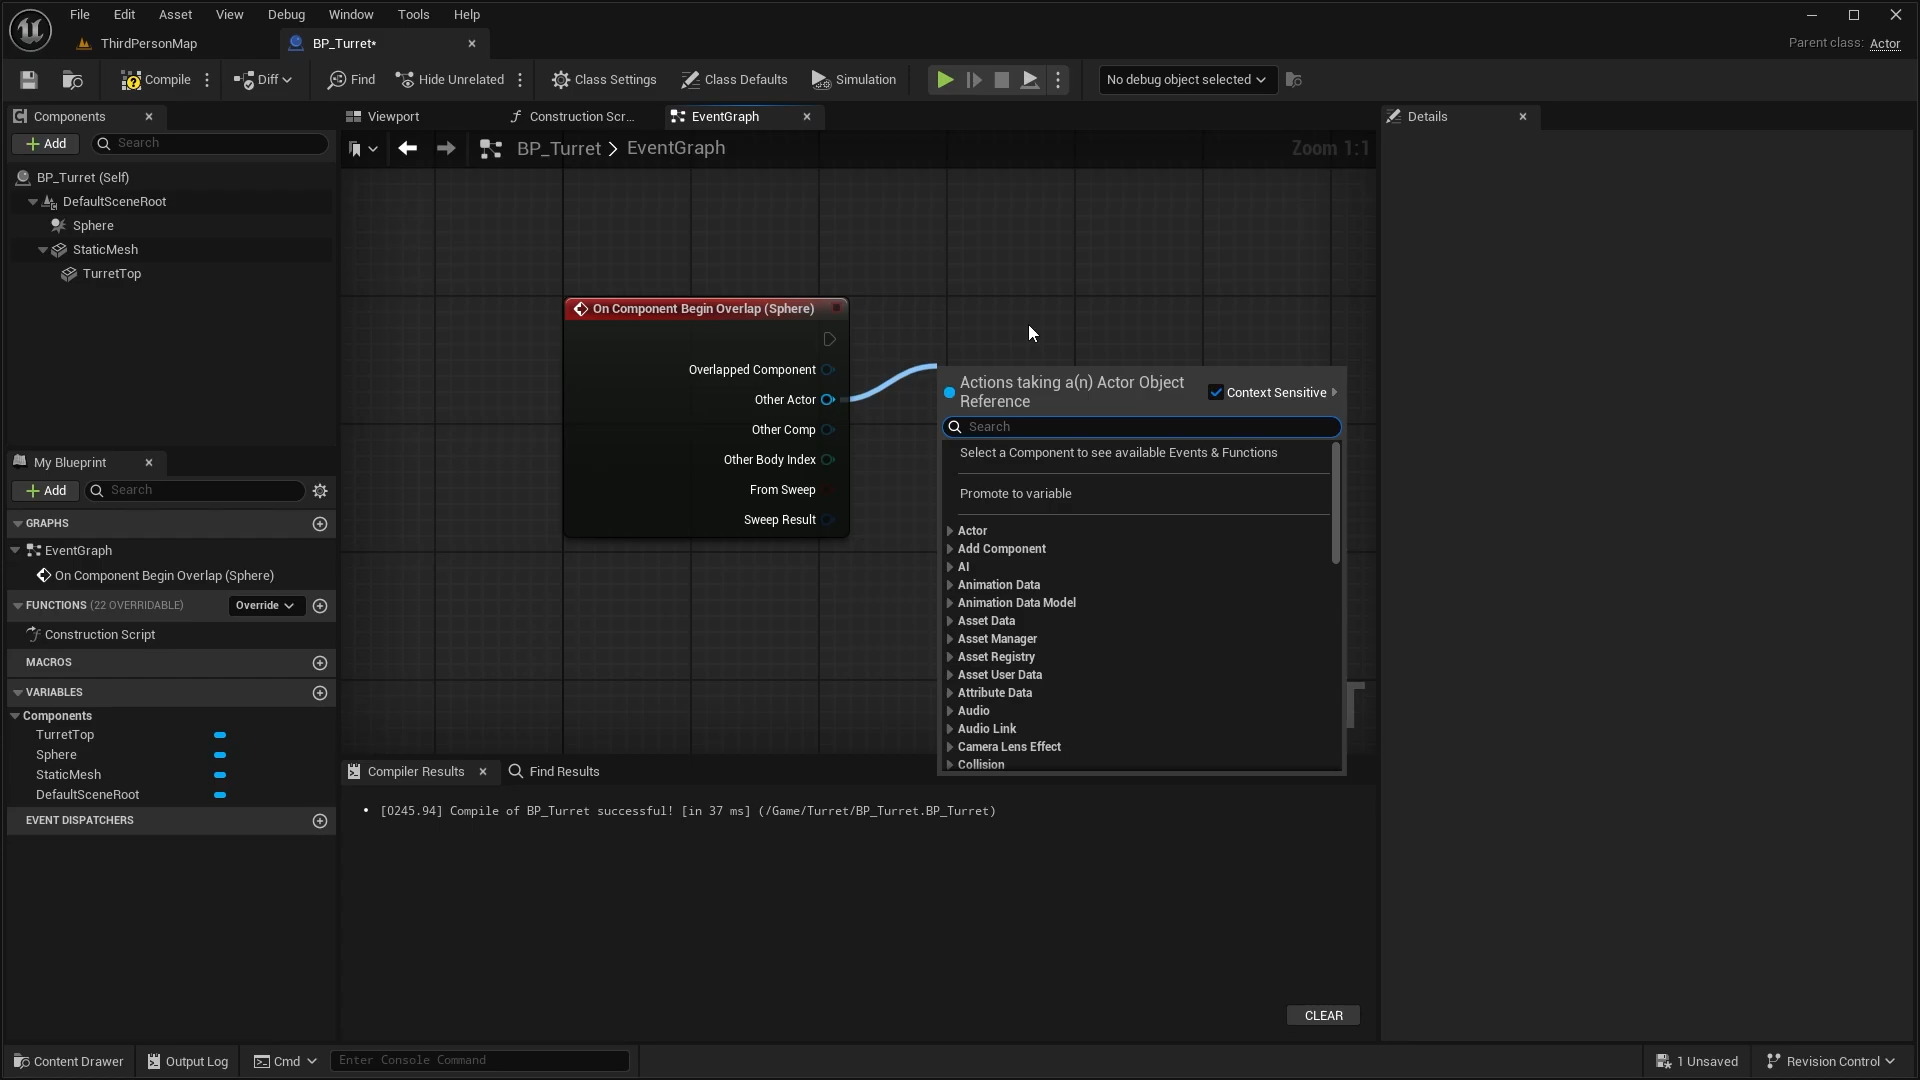 File Edit Asset View Debug Window Tools Help
ThirdPersonMap
BP_Turret*
Parent class: Actor
Compile
Diff
Find
Hide Unrelated
Class Settings
Class Defaults
Simulation
No debug object selected
Components
Add
Search
BP_Turret (Self)
DefaultSceneRoot
Sphere
StaticMesh
TurretTop
My Blueprint
Add
Search
GRAPHS
EventGraph
On Component Begin Overlap (Sphere)
FUNCTIONS (22 OVERRIDABLE)
Override
Construction Script
MACROS
VARIABLES
Components
TurretTop
Sphere
StaticMesh
DefaultSceneRoot
EVENT DISPATCHERS
Viewport
Construction Scr...
EventGraph
BP_Turret > EventGraph
Zoom 1:1
On Component Begin Overlap (Sphere)
Overlapped Component
Other Actor
Other Comp
Other Body Index
From Sweep
Sweep Result
Actions taking a(n) Actor Object
Reference
Context Sensitive
Search
Select a Component to see available Events & Functions
Promote to variable
Actor
Add Component
AI
Animation Data
Animation Data Model
Asset Data
Asset Manager
Asset Registry
Asset User Data
Attribute Data
Audio
Audio Link
Camera Lens Effect
Collision
Compiler Results
Find Results
• [0245.94] Compile of BP_Turret successful! [in 37 ms] (/Game/Turret/BP_Turret.BP_Turret)
CLEAR
Details
Content Drawer
Output Log
Cmd
Enter Console Command
1 Unsaved
Revision Control